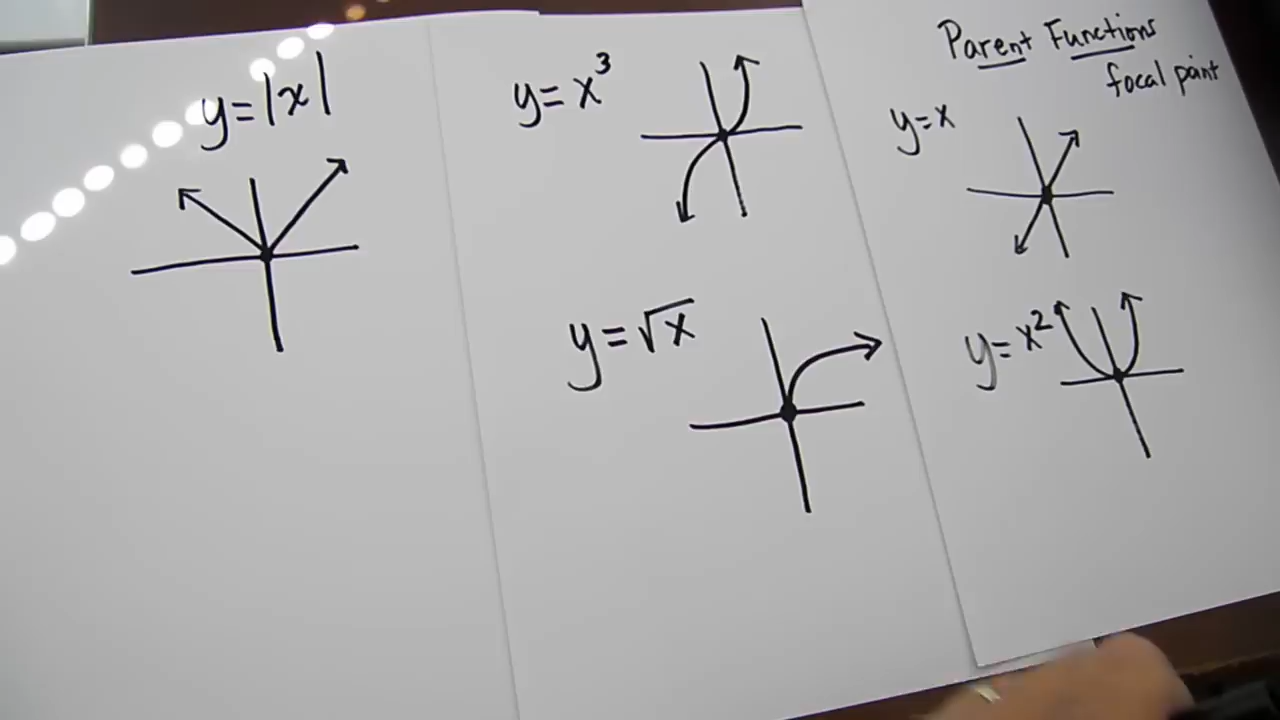 y=|x|
y=x³
y=√x
Parent Functions
focal point
y=x
y=x²